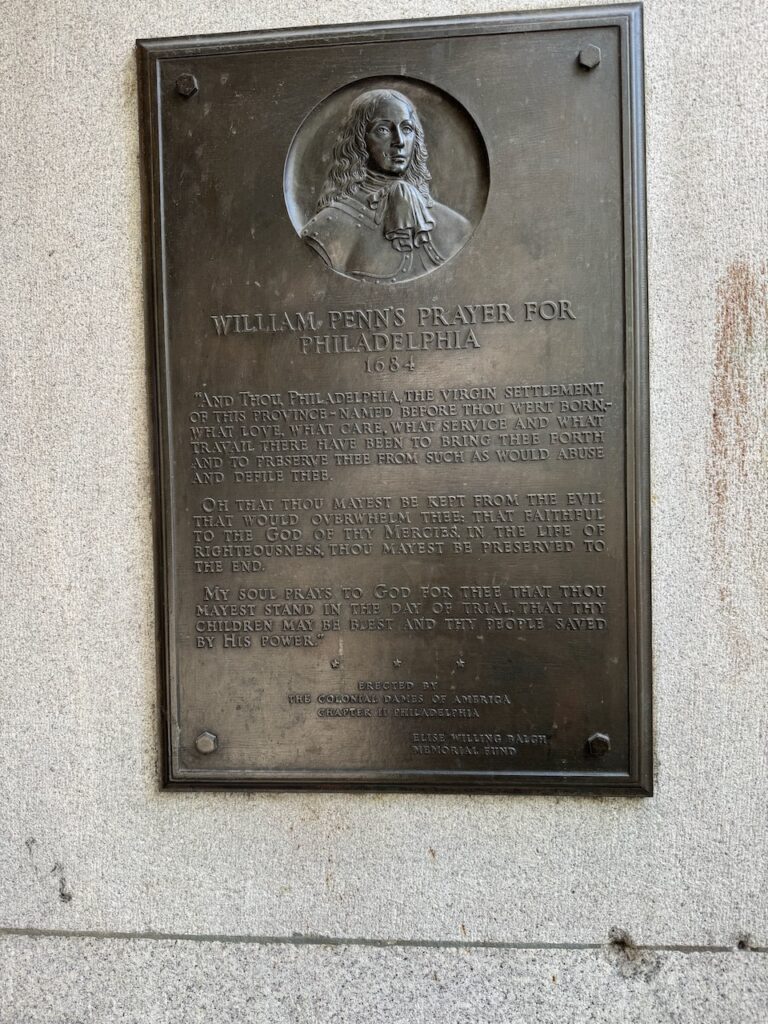 WILLIAM PENN'S PRAYER FOR
PHILADELPHIA
1684
"AND THOU, PHILADELPHIA, THE VIRGIN SETTLEMENT
OF THIS PROVINCE-NAMED BEFORE THOU WERT BORN,-
WHAT LOVE, WHAT CARE, WHAT SERVICE AND WHAT
TRAVAIL THERE HAVE BEEN TO BRING THEE FORTH
AND TO PRESERVE THEE FROM SUCH AS WOULD ABUSE
AND DEFILE THEE.
OH THAT THOU MAYEST BE KEPT FROM THE EVIL
THAT WOULD OVERWHELM THEE; THAT FAITHFUL
TO THE GOD OF THY MERCIES, IN THE LIFE OF
RIGHTEOUSNESS, THOU MAYEST BE PRESERVED TO
THE END.
MY SOUL PRAYS TO GOD FOR THEE THAT THOU
MAYEST STAND IN THE DAY OF TRIAL, THAT THY
CHILDREN MAY BE BLEST AND THY PEOPLE SAVED
BY HIS POWER."
ERECTED BY
THE COLONIAL DAMES OF AMERICA
CHAPTER II PHILADELPHIA
ELISE WILLING BALCH
MEMORIAL FUND